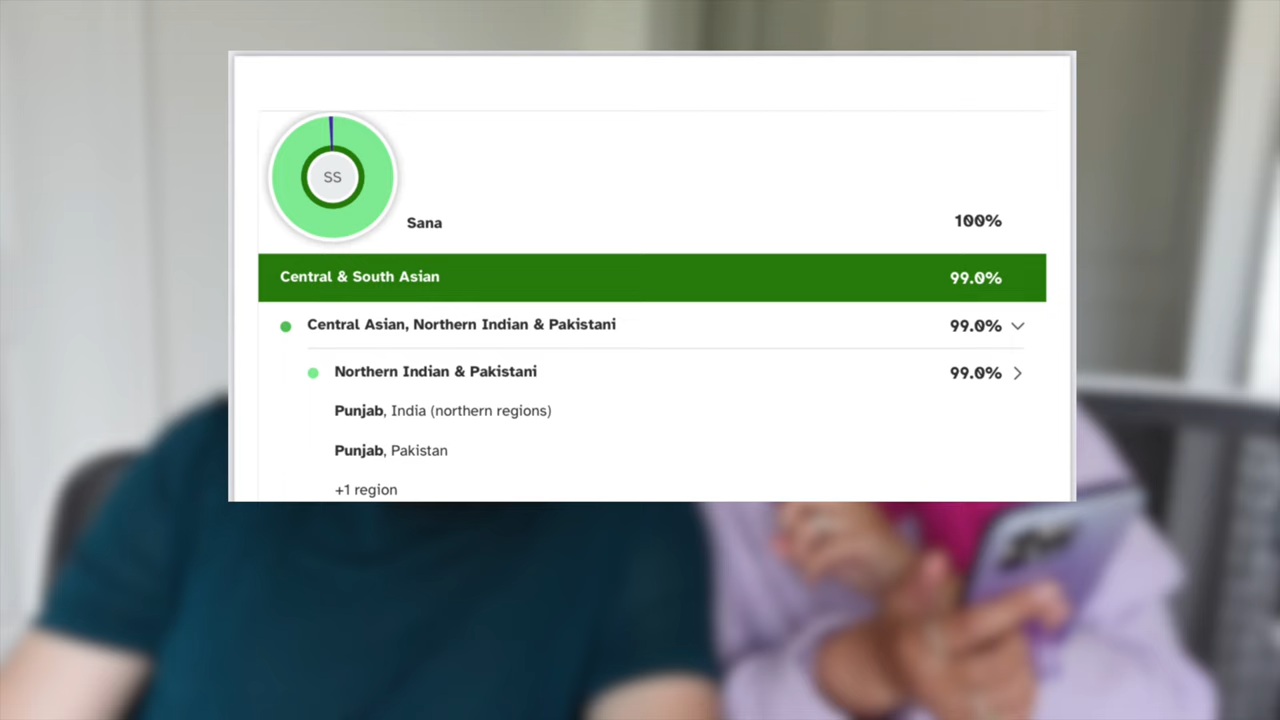 SS
Sana 100%
Central & South Asian 99.0%
Central Asian, Northern Indian & Pakistani 99.0%
Northern Indian & Pakistani 99.0%
Punjab, India (northern regions)
Punjab, Pakistan
+1 region